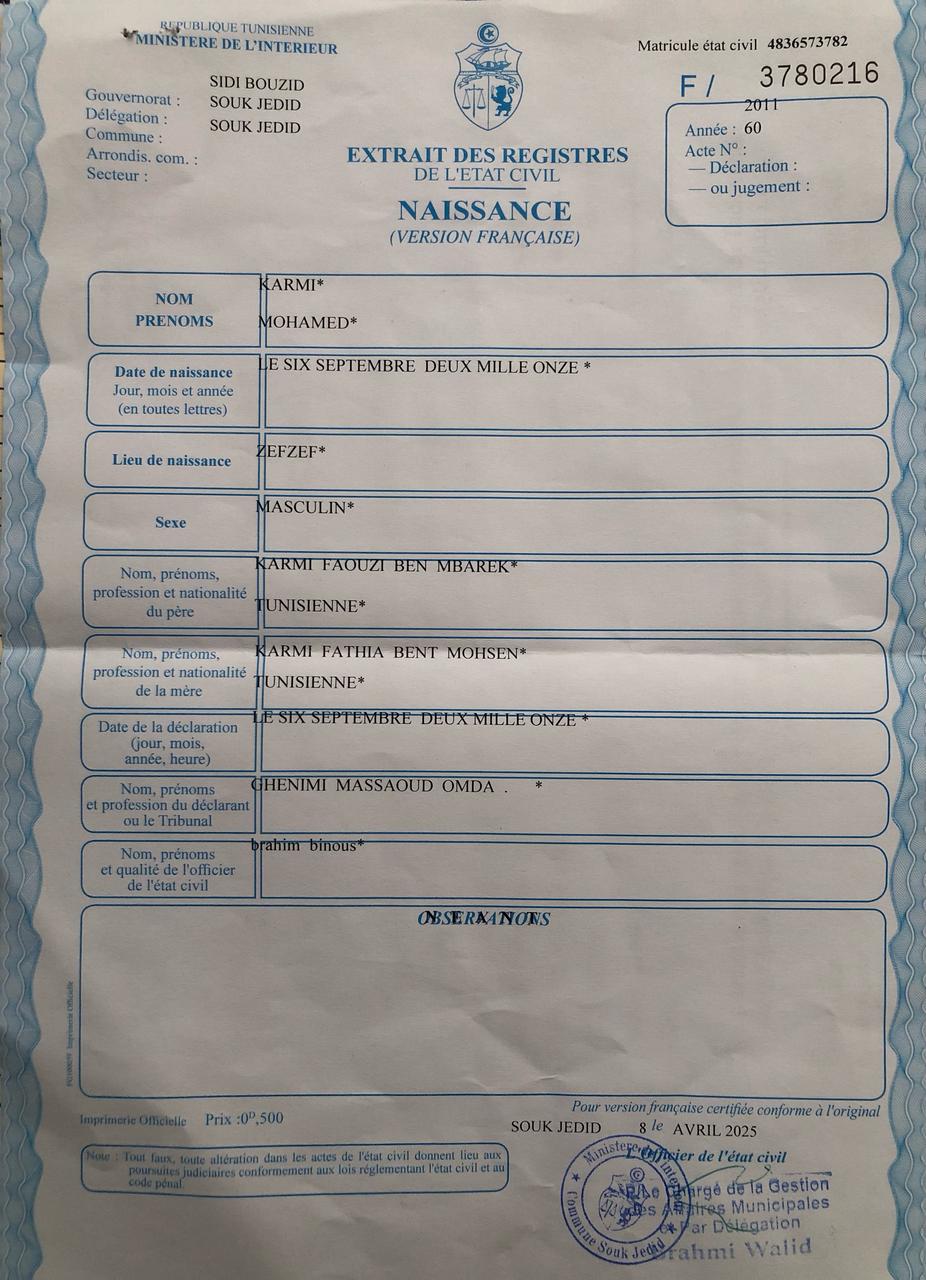 REPUBLIQUE TUNISIENNE
MINISTERE DE L'INTERIEUR
Matricule état civil 4836573782
F / 3780216
Gouvernorat : SIDI BOUZID
Délégation : SOUK JEDID
Commune : SOUK JEDID
Arrondis. com. :
Secteur :
2011
Année : 60
Acte N° :
— Déclaration :
— ou jugement :
EXTRAIT DES REGISTRES
DE L'ETAT CIVIL
NAISSANCE
(VERSION FRANÇAISE)
NOM
PRENOMS
KARMI*
MOHAMED*
Date de naissance
Jour, mois et année
(en toutes lettres)
LE SIX SEPTEMBRE DEUX MILLE ONZE *
Lieu de naissance
ZEFZEF*
Sexe
MASCULIN*
Nom, prénoms,
profession et nationalité
du père
KARMI FAOUZI BEN MBAREK*
TUNISIENNE*
Nom, prénoms,
profession et nationalité
de la mère
KARMI FATHIA BENT MOHSEN*
TUNISIENNE*
Date de la déclaration
(jour, mois,
année, heure)
LE SIX SEPTEMBRE DEUX MILLE ONZE *
Nom, prénoms
et profession du déclarant
ou le Tribunal
GHENIMI MASSAOUD OMDA . *
Nom, prénoms
et qualité de l'officier
de l'état civil
brahim binous*
OBSERVATIONS
N E A N T
Imprimerie Officielle
Imprimerie Officielle Prix :0ᴰ,500
Pour version française certifiée conforme à l'original
SOUK JEDID 8 le AVRIL 2025
L'Officier de l'état civil
Note : Tout faux, toute altération dans les actes de l'état civil donnent lieu aux
poursuites judiciaires conformement aux lois réglementant l'état civil et au
code pénal.
Ministere de l'Interieur
Commune Souk Jedid
P/Le Chargé de la Gestion
des Affaires Municipales
et Par Délégation
Brahmi Walid